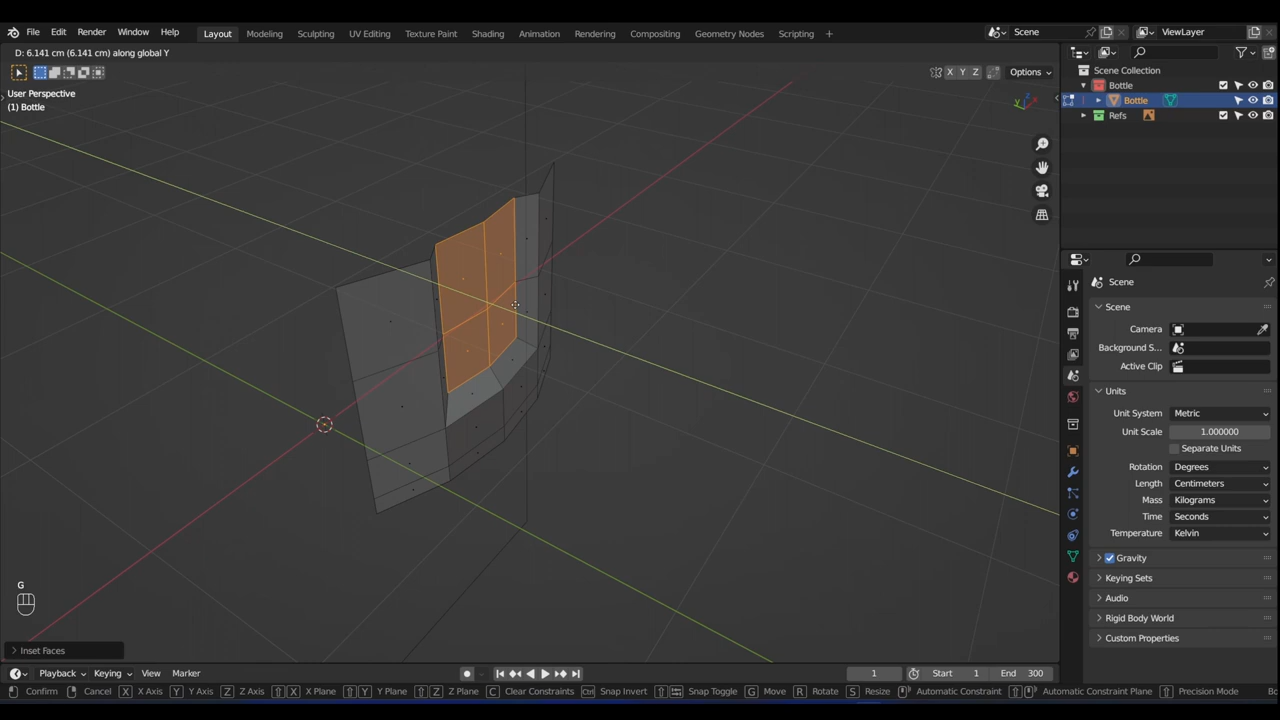 File Edit Render Window Help Layout Modeling Sculpting UV Editing Texture Paint Shading Animation Rendering Compositing Geometry Nodes Scripting + Scene ViewLayer
D: 6.141 cm (6.141 cm) along global Y
X Y Z Options
User Perspective
(1) Bottle
Scene Collection
Bottle
Bottle
Refs
Scene
Scene
Camera
Background S...
Active Clip
Units
Unit System Metric
Unit Scale 1.000000
Separate Units
Rotation Degrees
Length Centimeters
Mass Kilograms
Time Seconds
Temperature Kelvin
Gravity
Keying Sets
Audio
Rigid Body World
Custom Properties
G
Inset Faces
Playback Keying View Marker 1 Start 1 End 300
Confirm Cancel X X Axis Y Y Axis Z Z Axis X X Plane Y Y Plane Z Z Plane C Clear Constraints Ctrl Snap Invert Snap Toggle G Move R Rotate S Resize Automatic Constraint Automatic Constraint Plane Precision Mode